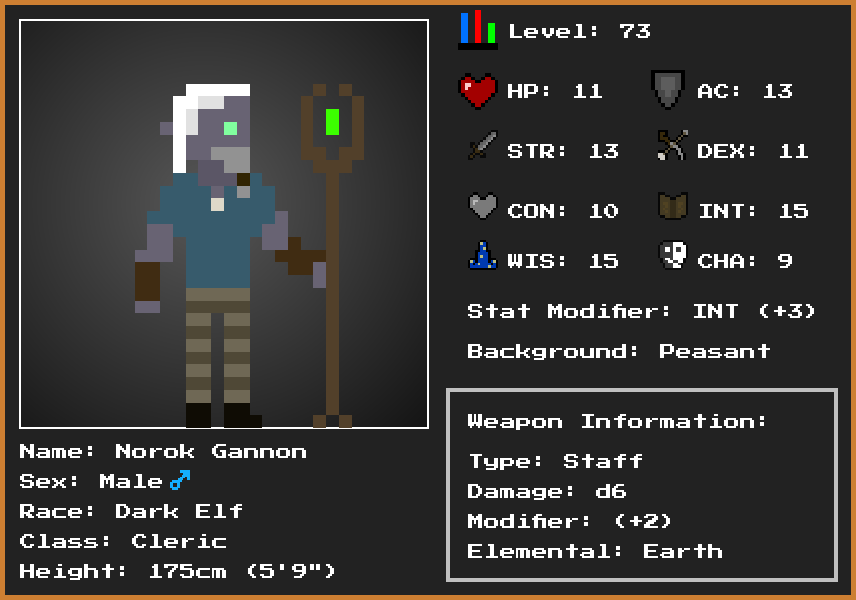 Level: 73
HP: 11 AC: 13
STR: 13 DEX: 11
CON: 10 INT: 15
WIS: 15 CHA: 9
Stat Modifier: INT (+3)
Background: Peasant
Weapon Information:
Type: Staff
Damage: d6
Modifier: (+2)
Elemental: Earth
Name: Norok Gannon
Sex: Male♂
Race: Dark Elf
Class: Cleric
Height: 175cm (5'9")